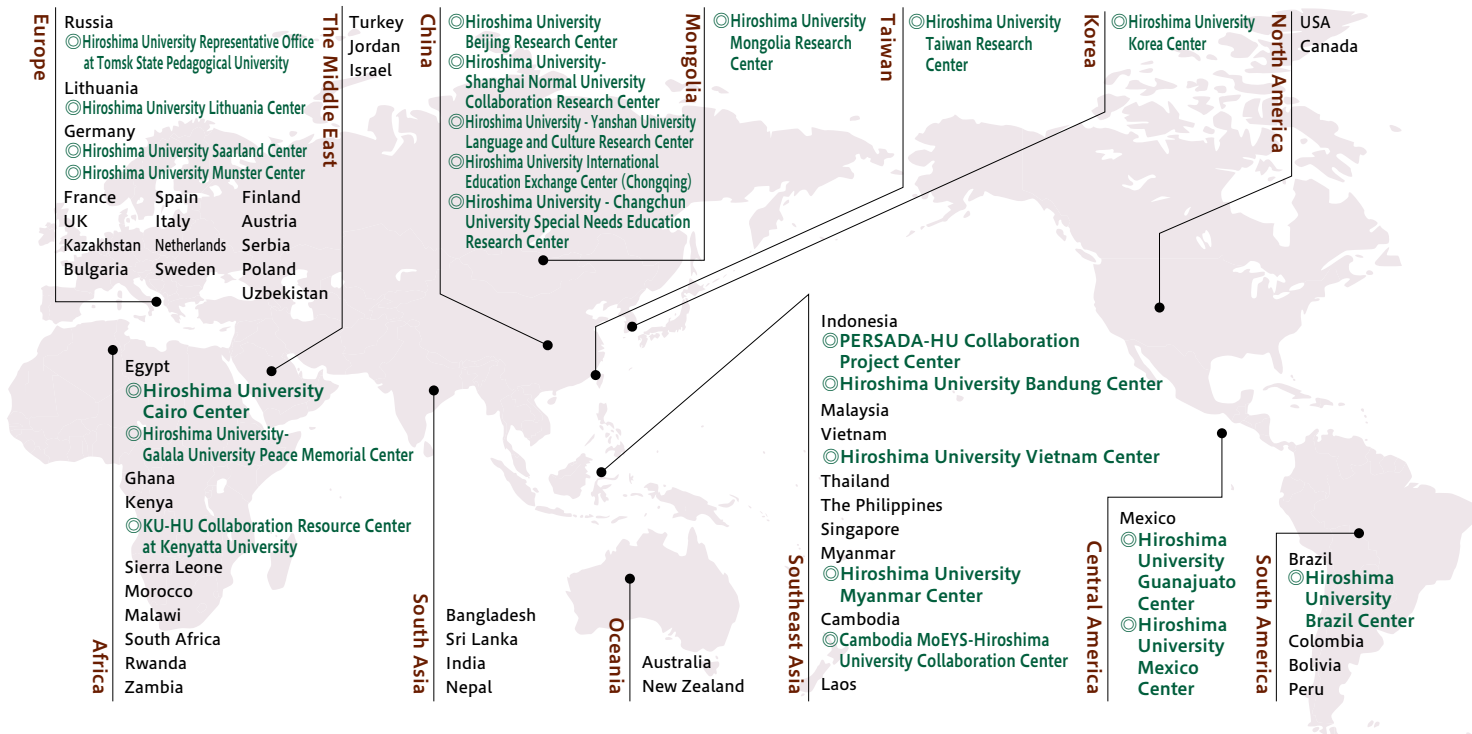 Europe
Russia
◎Hiroshima University Representative Office
at Tomsk State Pedagogical University
Lithuania
◎Hiroshima University Lithuania Center
Germany
◎Hiroshima University Saarland Center
◎Hiroshima University Munster Center
France Spain Finland
UK Italy Austria
Kazakhstan Netherlands Serbia
Bulgaria Sweden Poland
Uzbekistan
The Middle East
Turkey
Jordan
Israel
China
◎Hiroshima University
Beijing Research Center
◎Hiroshima University-
Shanghai Normal University
Collaboration Research Center
◎Hiroshima University - Yanshan University
Language and Culture Research Center
◎Hiroshima University International
Education Exchange Center (Chongqing)
◎Hiroshima University - Changchun
University Special Needs Education
Research Center
Mongolia
◎Hiroshima University
Mongolia Research
Center
Taiwan
◎Hiroshima University
Taiwan Research
Center
Korea
◎Hiroshima University
Korea Center
North America
USA
Canada
Africa
Egypt
◎Hiroshima University
Cairo Center
◎Hiroshima University-
Galala University Peace Memorial Center
Ghana
Kenya
◎KU-HU Collaboration Resource Center
at Kenyatta University
Sierra Leone
Morocco
Malawi
South Africa
Rwanda
Zambia
South Asia
Bangladesh
Sri Lanka
India
Nepal
Oceania
Australia
New Zealand
Southeast Asia
Indonesia
◎PERSADA-HU Collaboration
Project Center
◎Hiroshima University Bandung Center
Malaysia
Vietnam
◎Hiroshima University Vietnam Center
Thailand
The Philippines
Singapore
Myanmar
◎Hiroshima University
Myanmar Center
Cambodia
◎Cambodia MoEYS-Hiroshima
University Collaboration Center
Laos
Central America
Mexico
◎Hiroshima
University
Guanajuato
Center
◎Hiroshima
University
Mexico
Center
South America
Brazil
◎Hiroshima
University
Brazil Center
Colombia
Bolivia
Peru